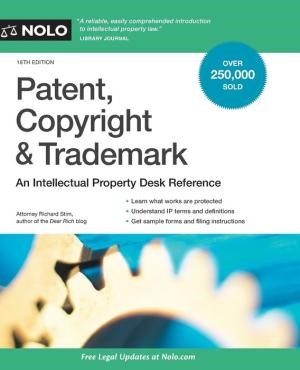 NOLO
"A reliable, easily comprehended introduction
to intellectual property law."
LIBRARY JOURNAL
OVER
250,000
SOLD
16TH EDITION
Patent,
Copyright
& Trademark
An Intellectual Property Desk Reference
Attorney Richard Stim,
author of the Dear Rich blog
• Learn what works are protected
• Understand IP terms and definitions
• Get sample forms and filing instructions
Free Legal Updates at Nolo.com